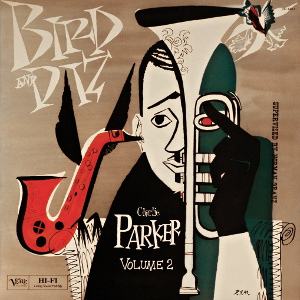 BIRD
AND
DIZ
SUPERVISED BY NORMAN GRANZ
Charlie
PARKER
VOLUME 2
Verve
HI-FI
D.S.M.